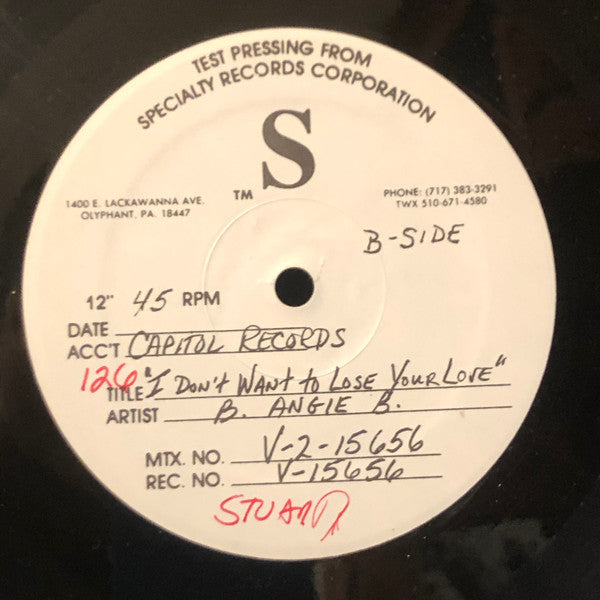 TEST PRESSING FROM
SPECIALTY RECORDS CORPORATION
S
TM
1400 E. LACKAWANNA AVE.
OLYPHANT, PA. 18447
PHONE: (717) 383-3291
TWX 510-671-4580
B-SIDE
12" 45 RPM
DATE
ACC'T CAPITOL RECORDS
126
TITLE "I DON'T WANT TO LOSE YOUR LOVE"
ARTIST B. ANGIE B.
MTX. NO. V-2-15656
REC. NO. V-15656